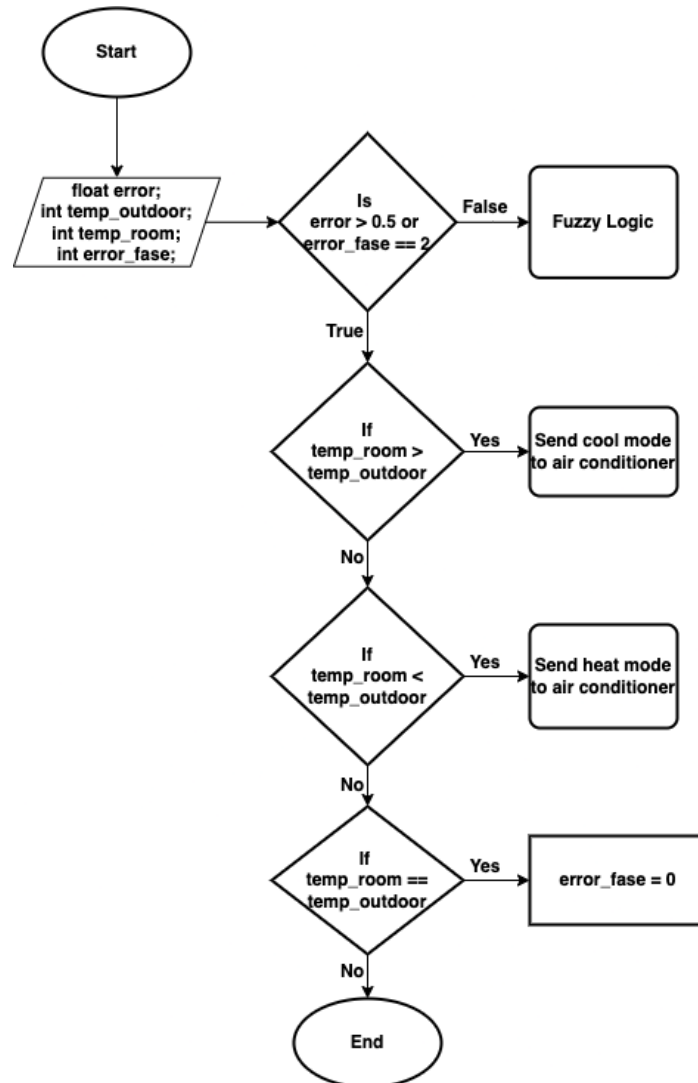 Start
float error;
int temp_outdoor;
int temp_room;
int error_fase;
Is
error > 0.5 or
error_fase == 2
False
Fuzzy Logic
True
If
temp_room >
temp_outdoor
Yes
Send cool mode
to air conditioner
No
If
temp_room <
temp_outdoor
Yes
Send heat mode
to air conditioner
No
If
temp_room ==
temp_outdoor
Yes
error_fase = 0
No
End